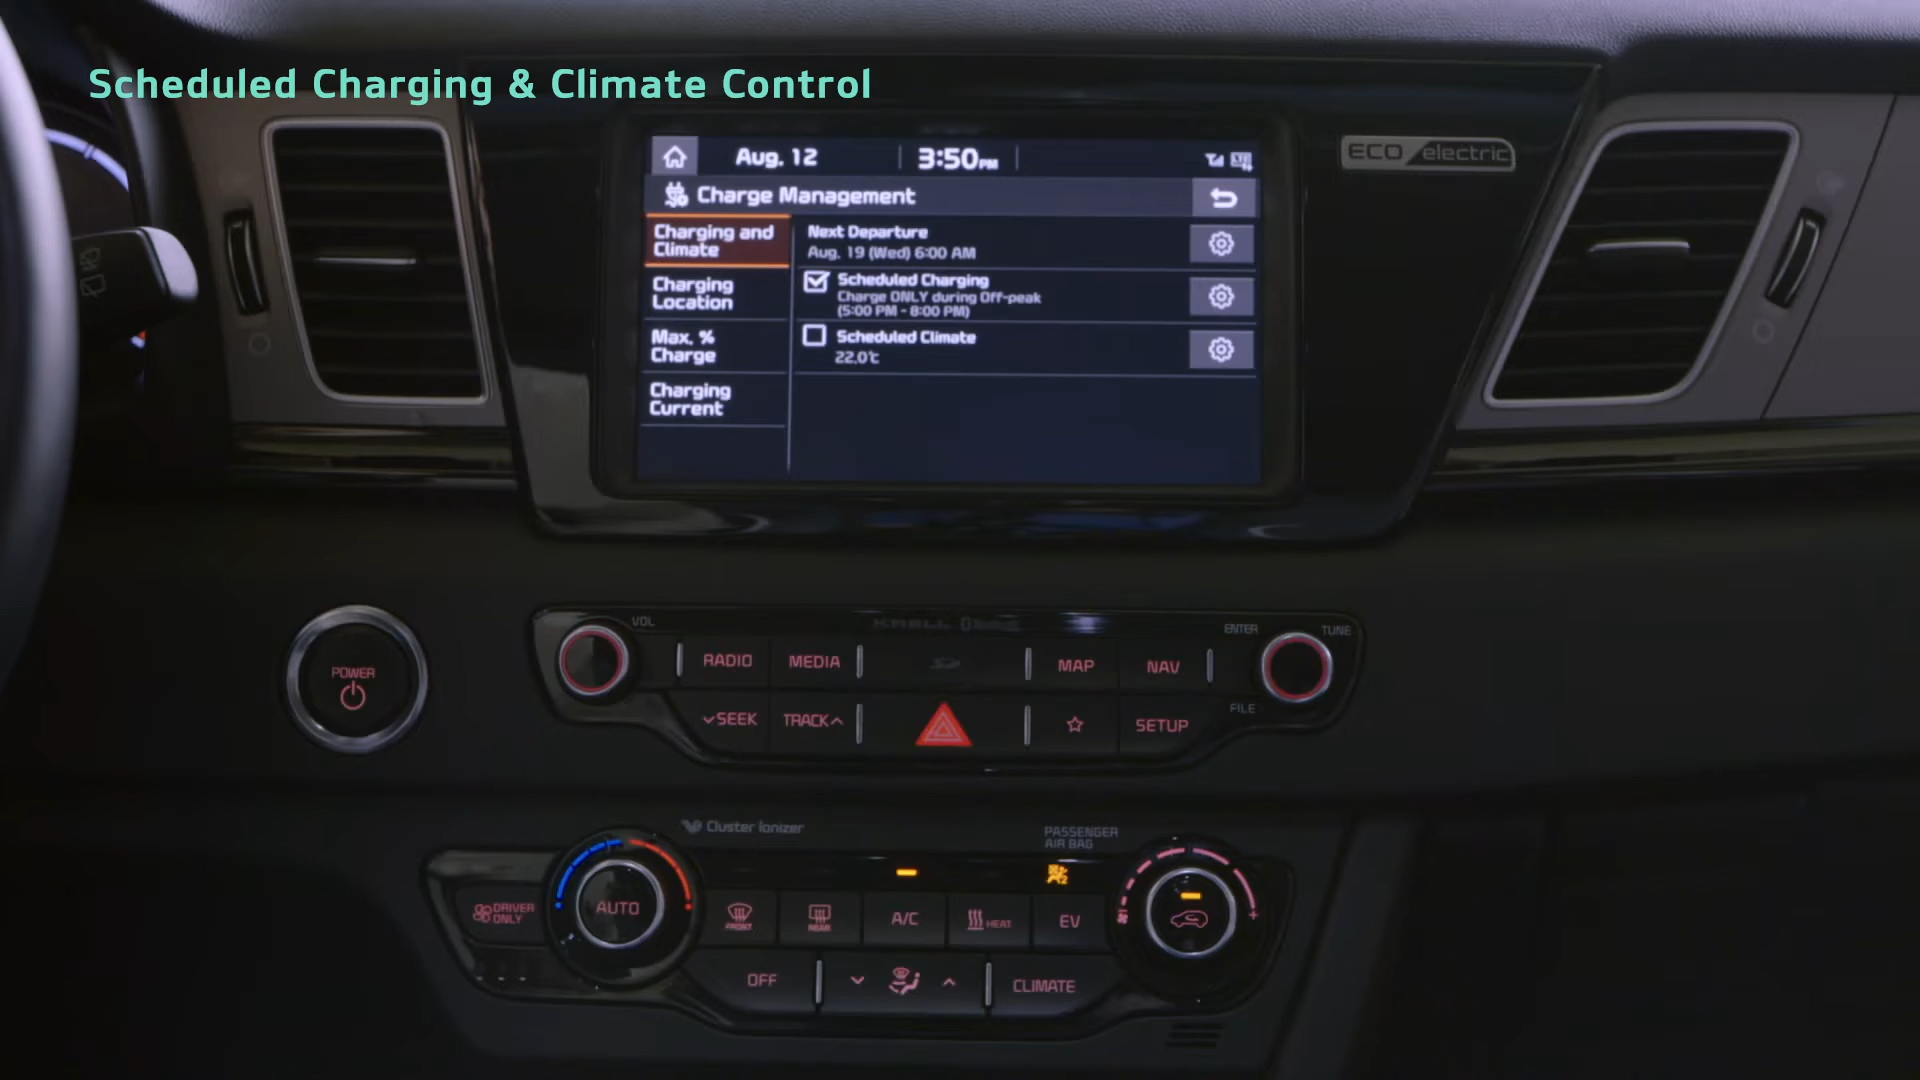 Scheduled Charging & Climate Control
Aug. 12
3:50PM
LTE
ECO electric
Charge Management
Charging and
Climate
Charging
Location
Max. %
Charge
Charging
Current
Next Departure
Aug. 19 (Wed) 6:00 AM
Scheduled Charging
Charge ONLY during Off-peak
(5:00 PM - 8:00 PM)
Scheduled Climate
22.0℃
POWER
VOL
RADIO
MEDIA
MAP
NAV
ENTER
TUNE
SEEK
TRACK
SETUP
FILE
Cluster Ionizer
PASSENGER
AIR BAG
DRIVER
ONLY
AUTO
FRONT
REAR
A/C
HEAT
EV
OFF
CLIMATE